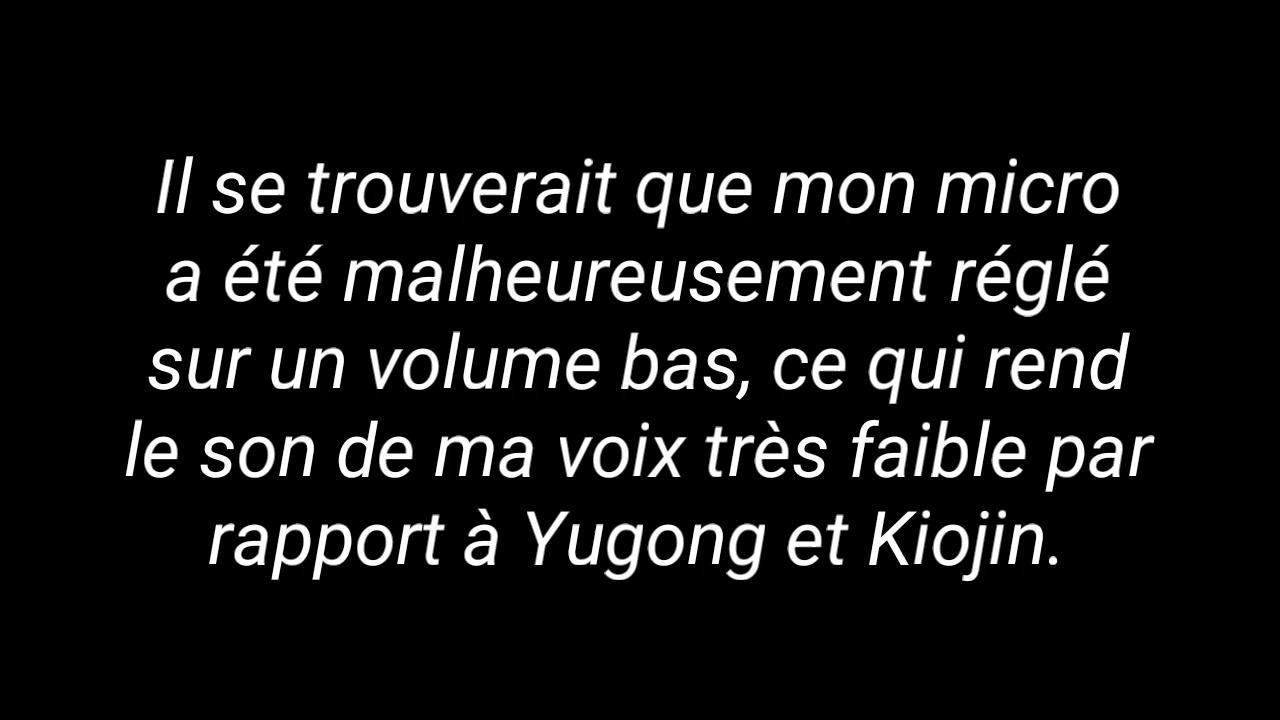 Il se trouverait que mon micro
a été malheureusement réglé
sur un volume bas, ce qui rend
le son de ma voix très faible par
rapport à Yugong et Kiojin.